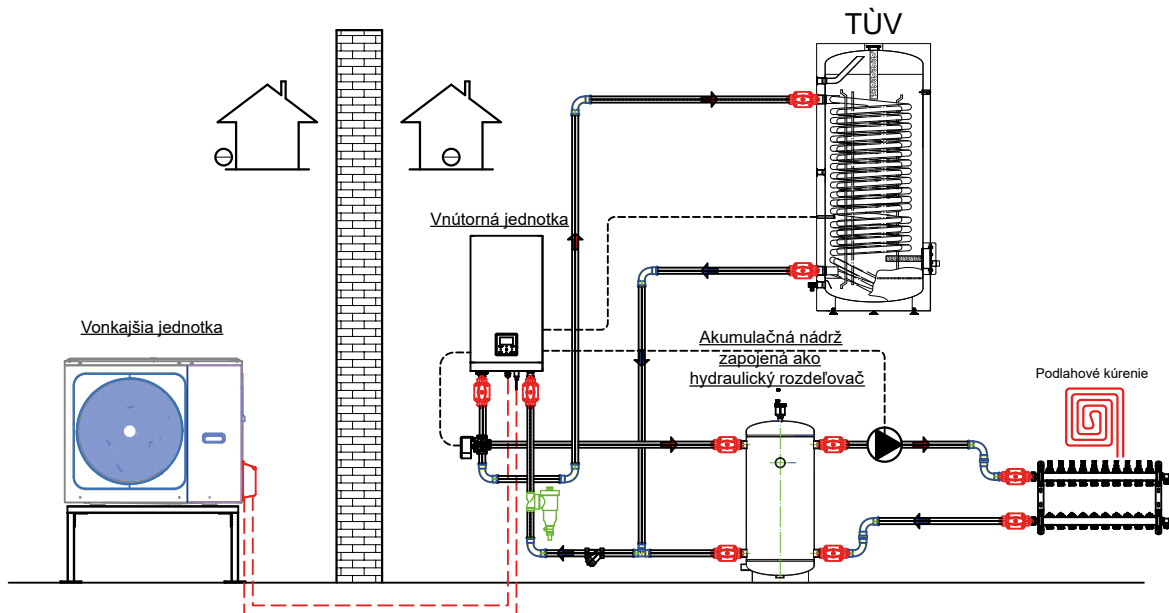 TÙV
Vnútorná jednotka
Vonkajšia jednotka
Akumulačná nádrž
zapojená ako
hydraulický rozdeľovač
Podlahové kúrenie